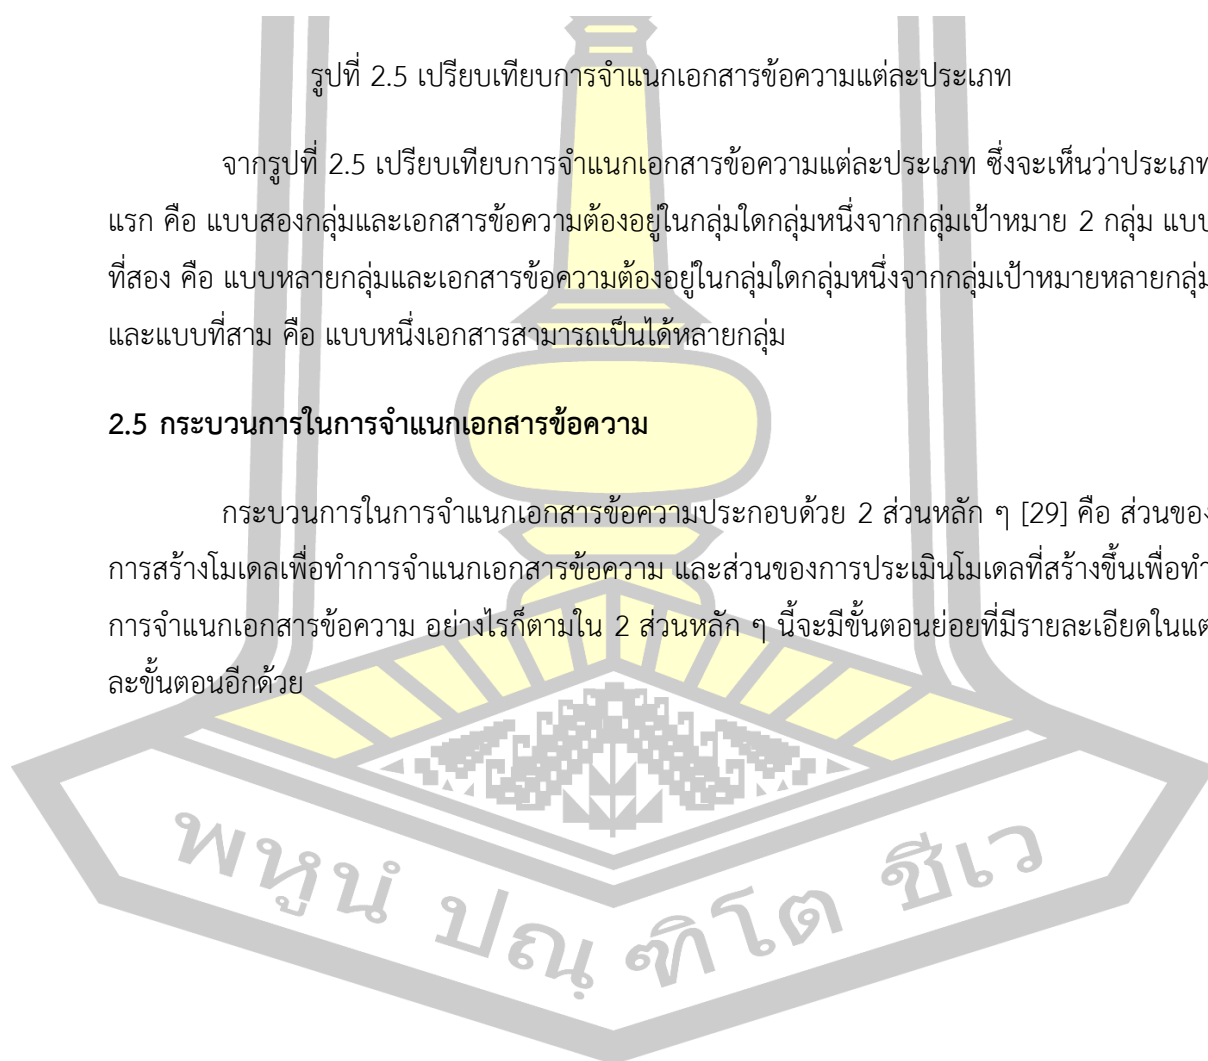 รูปที่ 2.5 เปรียบเทียบการจำแนกเอกสารข้อความแต่ละประเภท
จากรูปที่ 2.5 เปรียบเทียบการจำแนกเอกสารข้อความแต่ละประเภท ซึ่งจะเห็นว่าประเภท
แรก คือ แบบสองกลุ่มและเอกสารข้อความต้องอยู่ในกลุ่มใดกลุ่มหนึ่งจากกลุ่มเป้าหมาย 2 กลุ่ม แบบ
ที่สอง คือ แบบหลายกลุ่มและเอกสารข้อความต้องอยู่ในกลุ่มใดกลุ่มหนึ่งจากกลุ่มเป้าหมายหลายกลุ่ม
และแบบที่สาม คือ แบบหนึ่งเอกสารสามารถเป็นได้หลายกลุ่ม
2.5 กระบวนการในการจำแนกเอกสารข้อความ
กระบวนการในการจำแนกเอกสารข้อความประกอบด้วย 2 ส่วนหลัก ๆ [29] คือ ส่วนของ
การสร้างโมเดลเพื่อทำการจำแนกเอกสารข้อความ และส่วนของการประเมินโมเดลที่สร้างขึ้นเพื่อทำ
การจำแนกเอกสารข้อความ อย่างไรก็ตามใน 2 ส่วนหลัก ๆ นี้จะมีขั้นตอนย่อยที่มีรายละเอียดในแต่
ละขั้นตอนอีกด้วย
พหูนํ ปณฺฑิโต ชีเว